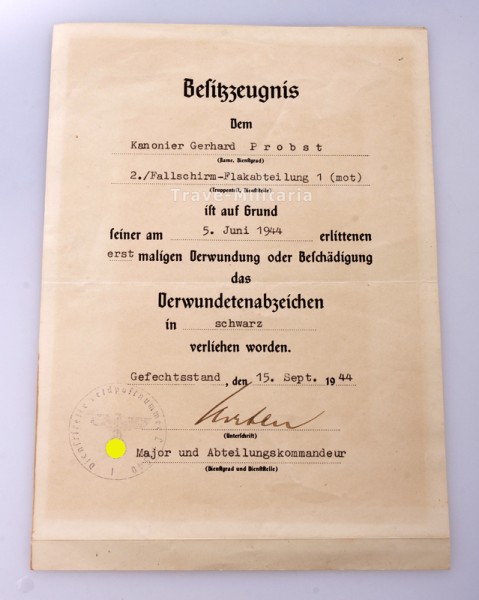 Besitzzeugnis
Dem
Kanonier Gerhard Probst
(Name, Dienstgrad)
2./Fallschirm-Flakabteilung 1 (mot)
(Truppenteil, Dienststelle)
Trave-Militaria
ist auf Grund
seiner am 5. Juni 1944 erlittenen
erst maligen Verwundung oder Beschädigung
das
Verwundetenabzeichen
in schwarz
verliehen worden.
Gefechtsstand, den 15. Sept. 1944
(Unterschrift)
Major und Abteilungskommandeur
(Dienstgrad und Dienststelle)
Dienststelle Feldpostnummer